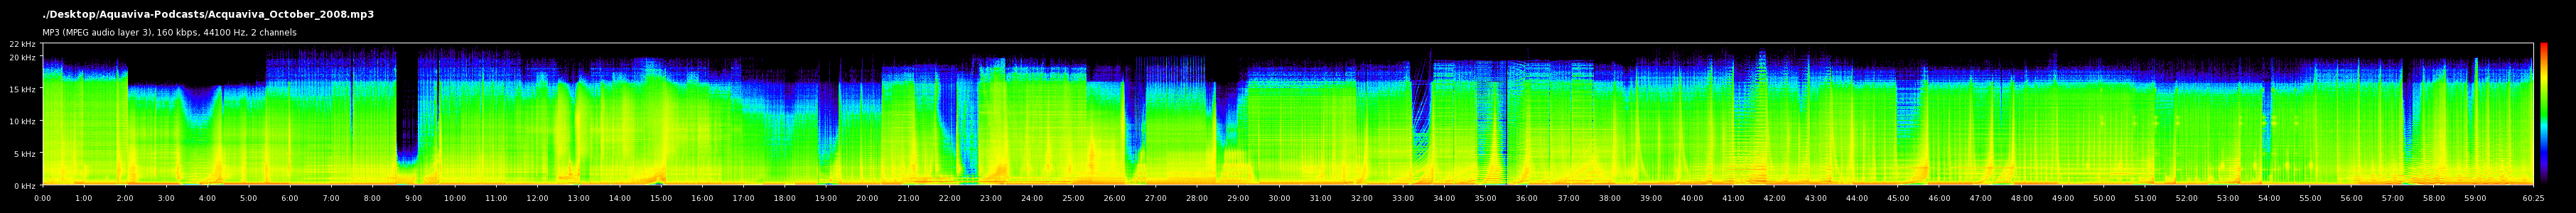 ./Desktop/Aquaviva-Podcasts/Acquaviva_October_2008.mp3
MP3 (MPEG audio layer 3), 160 kbps, 44100 Hz, 2 channels
22 kHz
20 kHz
15 kHz
10 kHz
5 kHz
0 kHz
0:00 1:00 2:00 3:00 4:00 5:00 6:00 7:00 8:00 9:00 10:00 11:00 12:00 13:00 14:00 15:00 16:00 17:00 18:00 19:00 20:00 21:00 22:00 23:00 24:00 25:00 26:00 27:00 28:00 29:00 30:00 31:00 32:00 33:00 34:00 35:00 36:00 37:00 38:00 39:00 40:00 41:00 42:00 43:00 44:00 45:00 46:00 47:00 48:00 49:00 50:00 51:00 52:00 53:00 54:00 55:00 56:00 57:00 58:00 59:00 60:25